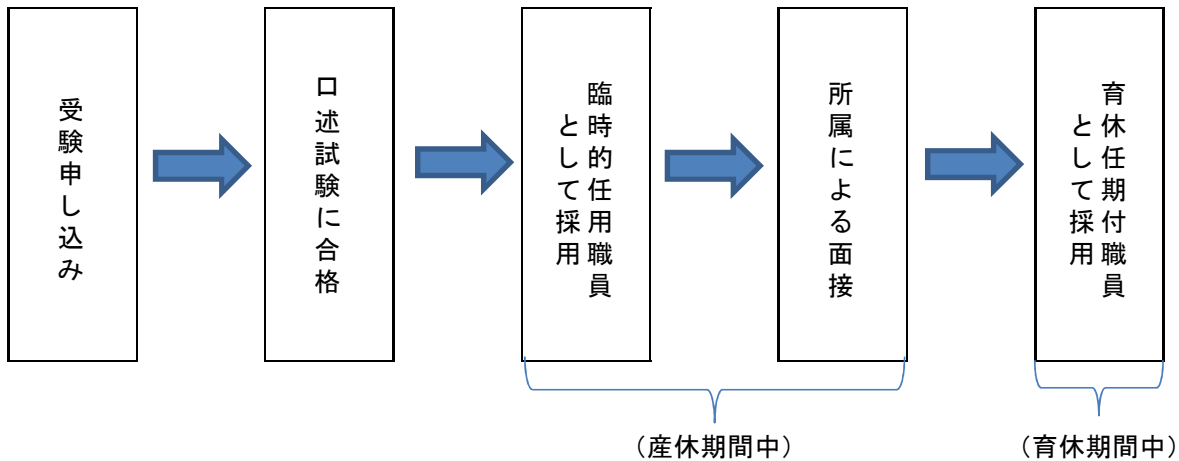 受験申し込み
口述試験に合格
臨時的任用職員
として採用
所属による面接
育休任期付職員
として採用
（産休期間中）
（育休期間中）